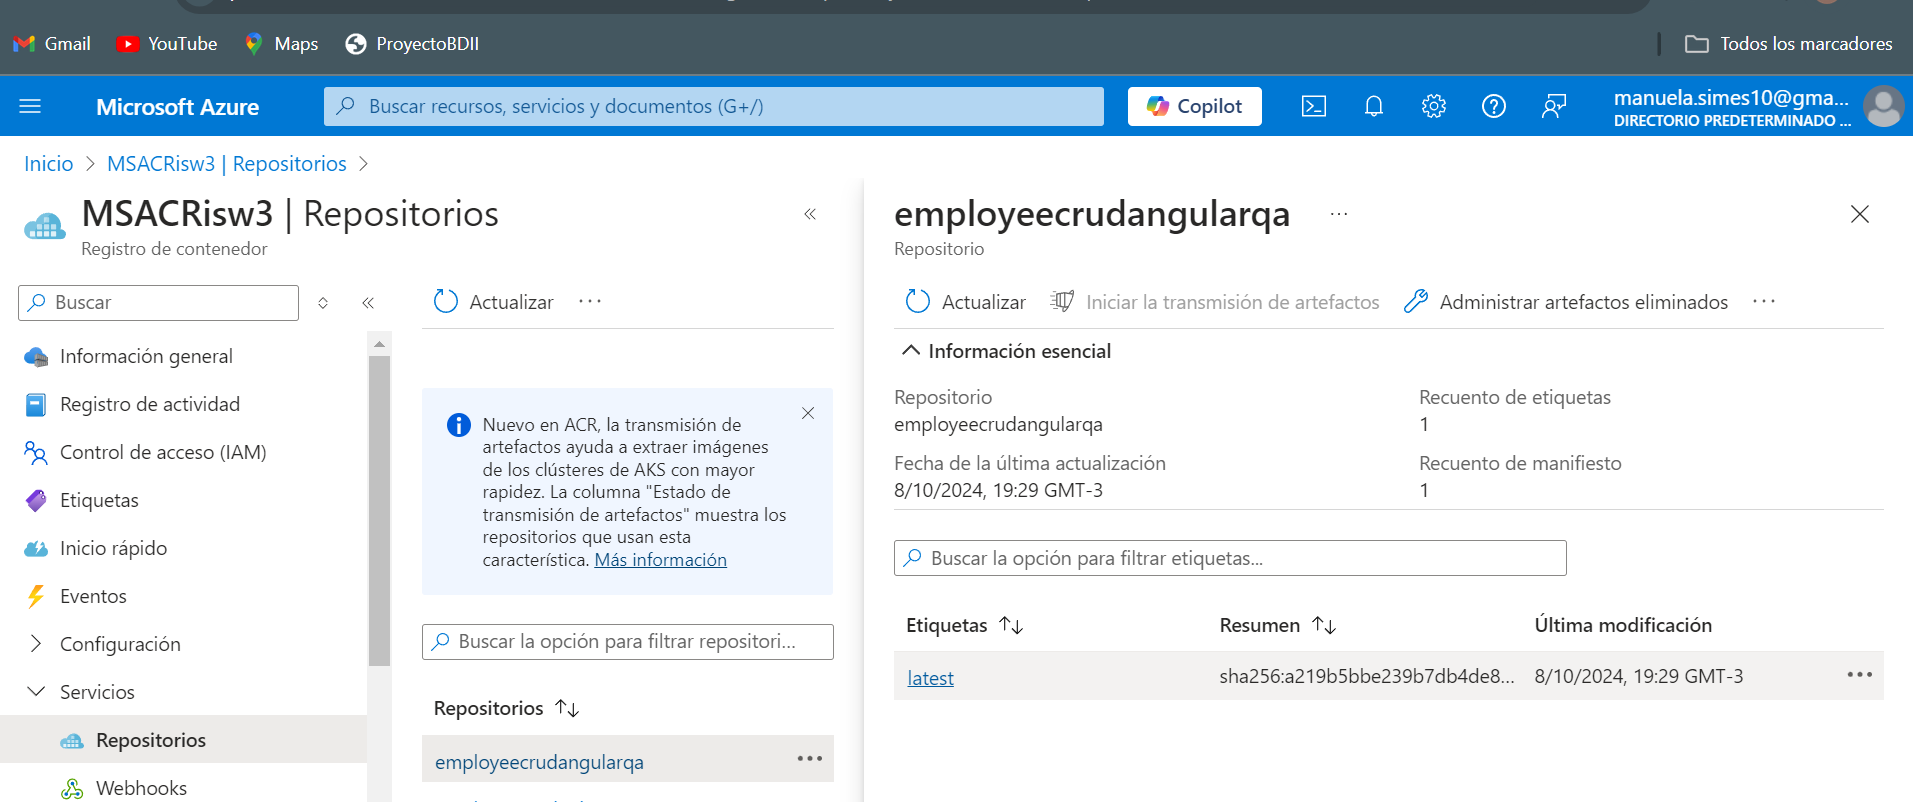 Gmail
YouTube
Maps
ProyectoBDII
Todos los marcadores
Microsoft Azure
Buscar recursos, servicios y documentos (G+/)
Copilot
manuela.simes10@gma...
DIRECTORIO PREDETERMINADO ...
Inicio > MSACRisw3 | Repositorios >
MSACRisw3 | Repositorios
Registro de contenedor
Buscar
Información general
Registro de actividad
Control de acceso (IAM)
Etiquetas
Inicio rápido
Eventos
Configuración
Servicios
Repositorios
Webhooks
Actualizar
Nuevo en ACR, la transmisión de
artefactos ayuda a extraer imágenes
de los clústeres de AKS con mayor
rapidez. La columna "Estado de
transmisión de artefactos" muestra los
repositorios que usan esta
característica. Más información
Buscar la opción para filtrar repositori...
Repositorios
employeecrudangularqa
employeecrudangularqa
Repositorio
Actualizar
Iniciar la transmisión de artefactos
Administrar artefactos eliminados
Información esencial
Repositorio
employeecrudangularqa
Fecha de la última actualización
8/10/2024, 19:29 GMT-3
Recuento de etiquetas
1
Recuento de manifiesto
1
Buscar la opción para filtrar etiquetas...
Etiquetas Resumen Última modificación
latest sha256:a219b5bbe239b7db4de8... 8/10/2024, 19:29 GMT-3